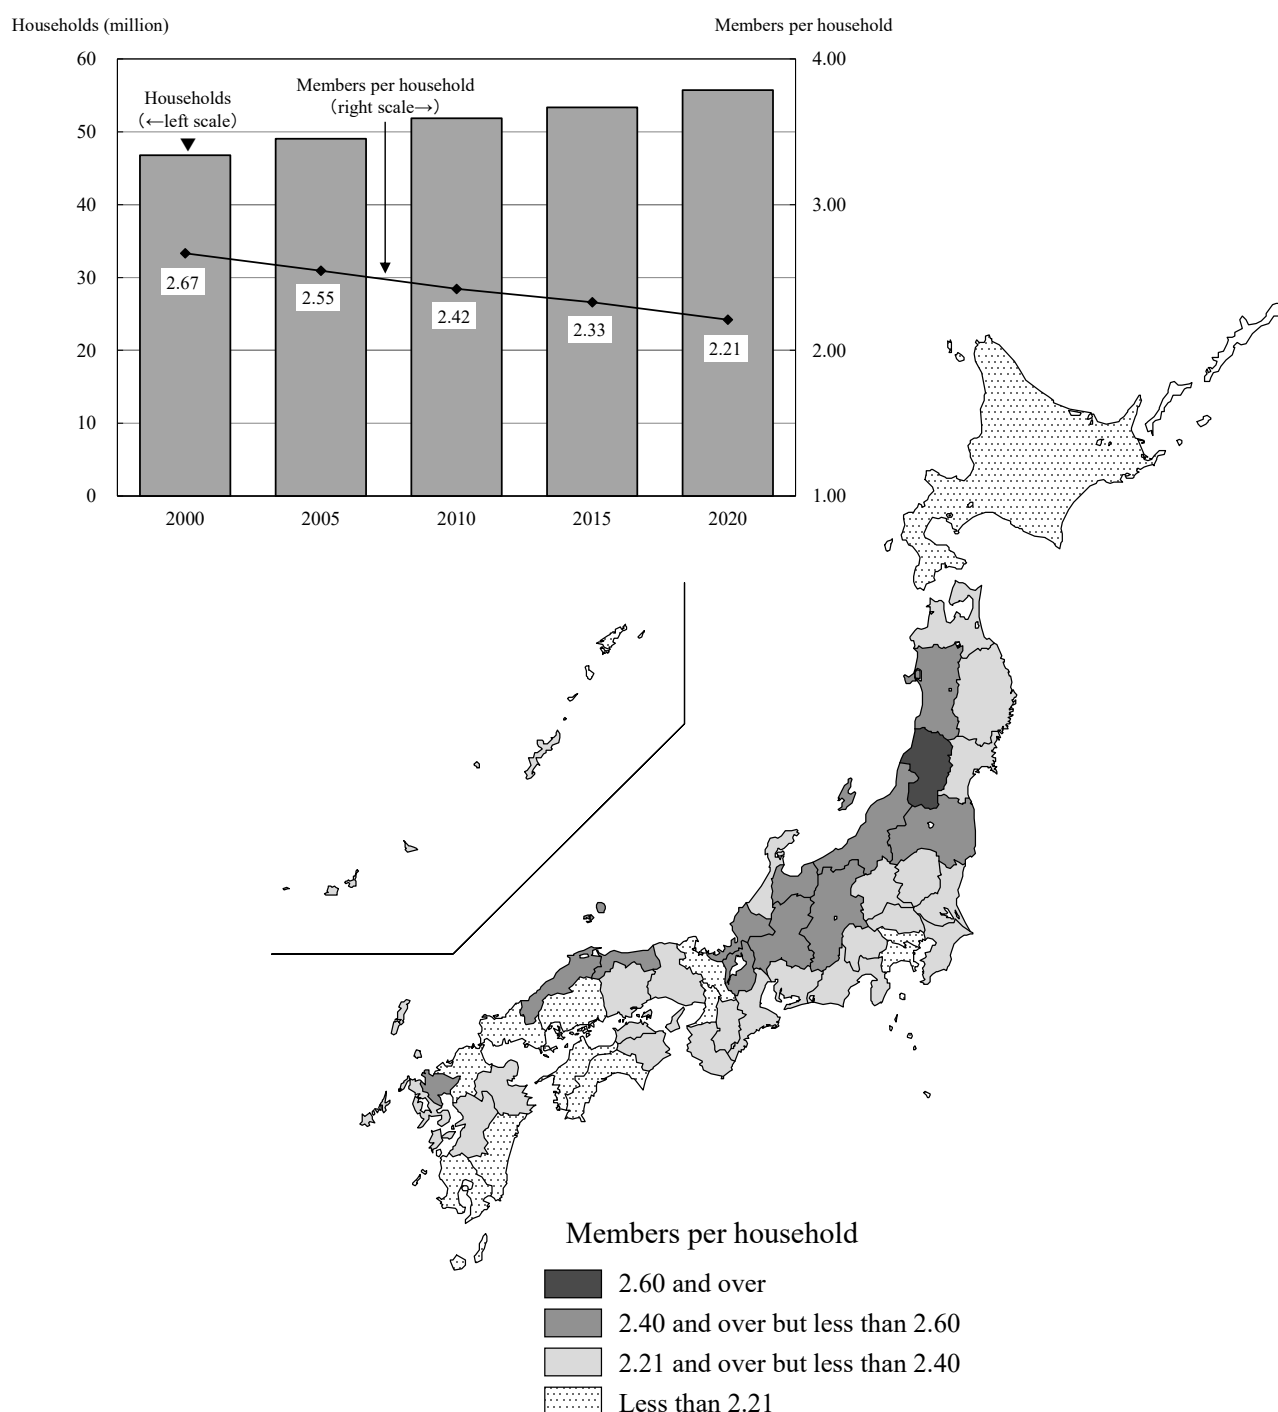 Households (million)
Members per household
60
50
40
30
20
10
0
4.00
3.00
2.00
1.00
Households
(←left scale)
Members per household
(right scale→)
2.67
2.55
2.42
2.33
2.21
2000
2005
2010
2015
2020
Members per household
2.60 and over
2.40 and over but less than 2.60
2.21 and over but less than 2.40
Less than 2.21